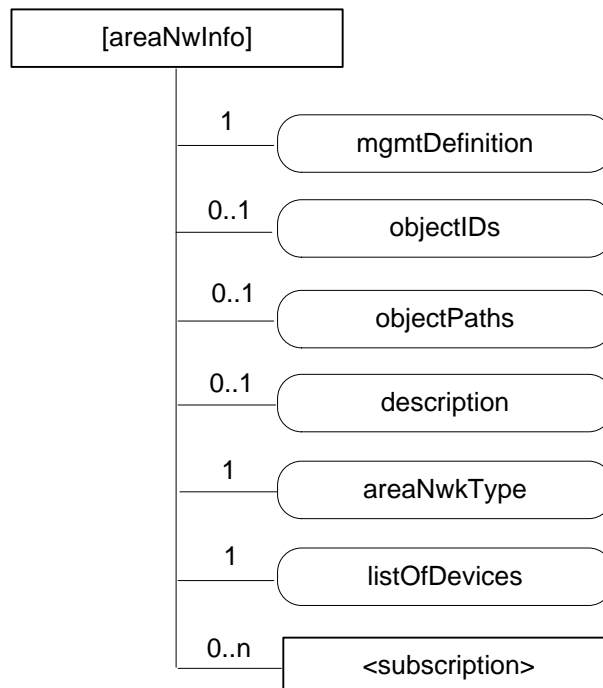 [areaNwInfo]
1
mgmtDefinition
0..1
objectIDs
0..1
objectPaths
0..1
description
1
areaNwkType
1
listOfDevices
0..n
<subscription>